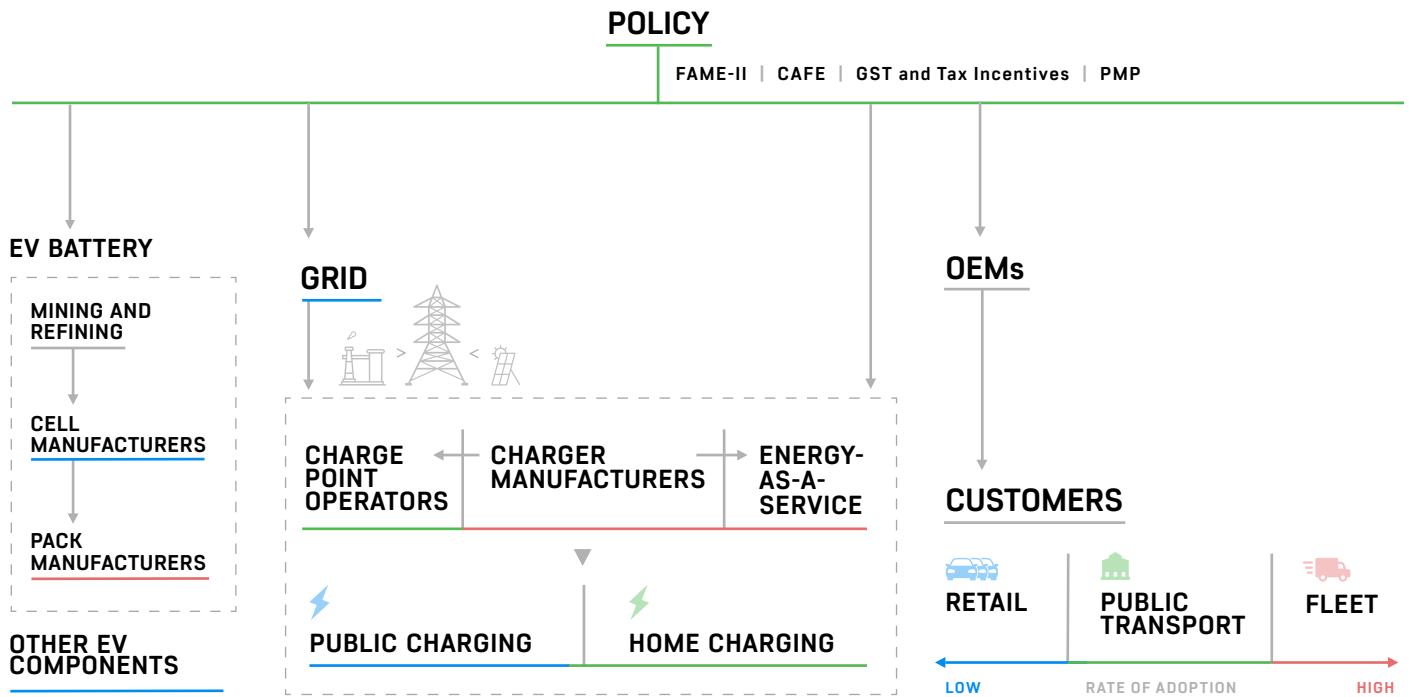 POLICY
FAME-II | CAFE | GST and Tax Incentives | PMP
EV BATTERY
MINING AND
REFINING
CELL
MANUFACTURERS
PACK
MANUFACTURERS
OTHER EV
COMPONENTS
GRID
CHARGE
POINT
OPERATORS
CHARGER
MANUFACTURERS
ENERGY-
AS-A-
SERVICE
PUBLIC CHARGING
HOME CHARGING
OEMs
CUSTOMERS
RETAIL
PUBLIC
TRANSPORT
FLEET
LOW
RATE OF ADOPTION
HIGH